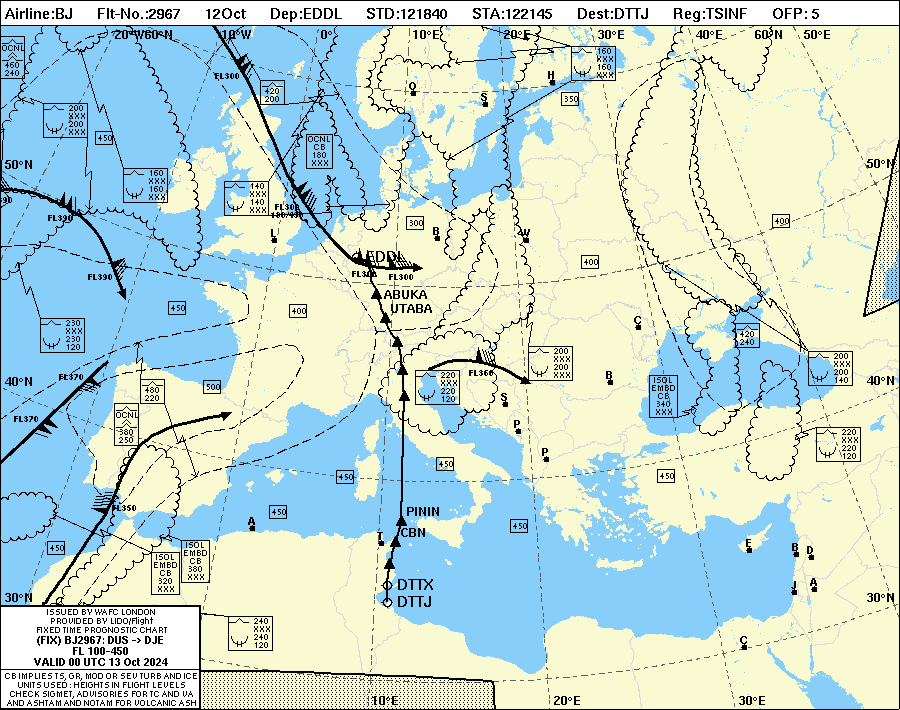 Airline:BJ Flt-No.:2967 12Oct Dep:EDDL STD:121840 STA:122145 Dest:DTTJ Reg:TSINF OFP: 5
20°W60°N 10°W 0°E 10°E 20°E 30°E 40°E 60°N 50°E
OCNL
460
240
FL300
420
200
160
XXX
160
XXX
H
O
S
350
200
XXX
200
XXX
450
OCNL
CB
180
XXX
50°N
50°N
160
XXX
160
XXX
140
XXX
140
XXX
FL390
FL300
300
400
L
B
W
EDDL
FL300
FL300
400
FL390
ABUKA
UTABA
450
400
C
230
XXX
230
120
420
240
200
XXX
200
XXX
200
XXX
200
140
FL370
FL360
40°N
40°N
480
220
500
220
XXX
220
120
B
ISOL
EMBD
CB
340
XXX
OCNL
380
250
FL370
S
P
220
XXX
220
120
P
450
450
450
FL350
450
PININ
450
A
CBN
T
450
E
B
D
ISOL
EMBD
CB
320
XXX
ISOL
EMBD
CB
380
XXX
DTTX
DTTJ
J
A
30°N
30°N
240
XXX
240
XXX
C
ISSUED BY WAFC LONDON
PROVIDED BY LIDO/Flight
FIXED TIME PROGNOSTIC CHART
(FIX) BJ2967: DUS -> DJE
FL 100-450
VALID 00 UTC 13 Oct 2024
CB IMPLIES TS, GR, MOD OR SEV TURB AND ICE
UNITS USED : HEIGHTS IN FLIGHT LEVELS
CHECK SIGMET, ADVISORIES FOR TC AND VA
AND ASHTAM AND NOTAM FOR VOLCANIC ASH
10°E 20°E 30°E